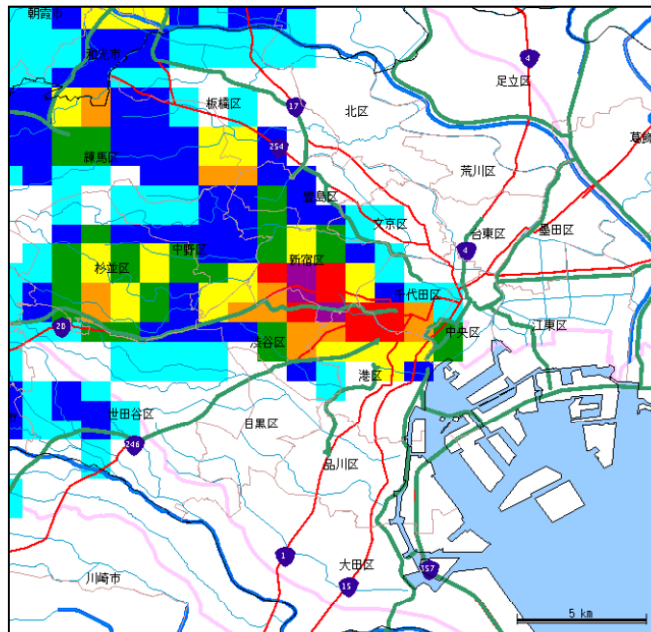 朝霞市
和光市
4
足立区
板橋区
17
北区
葛飾
254
練馬区
荒川区
豊島区
文京区
台東区
墨田区
4
中野区
新宿区
杉並区
千代田区
20
中央区
江東区
渋谷区
港区
世田谷区
目黒区
246
品川区
1
大田区
357
川崎市
15
5 km